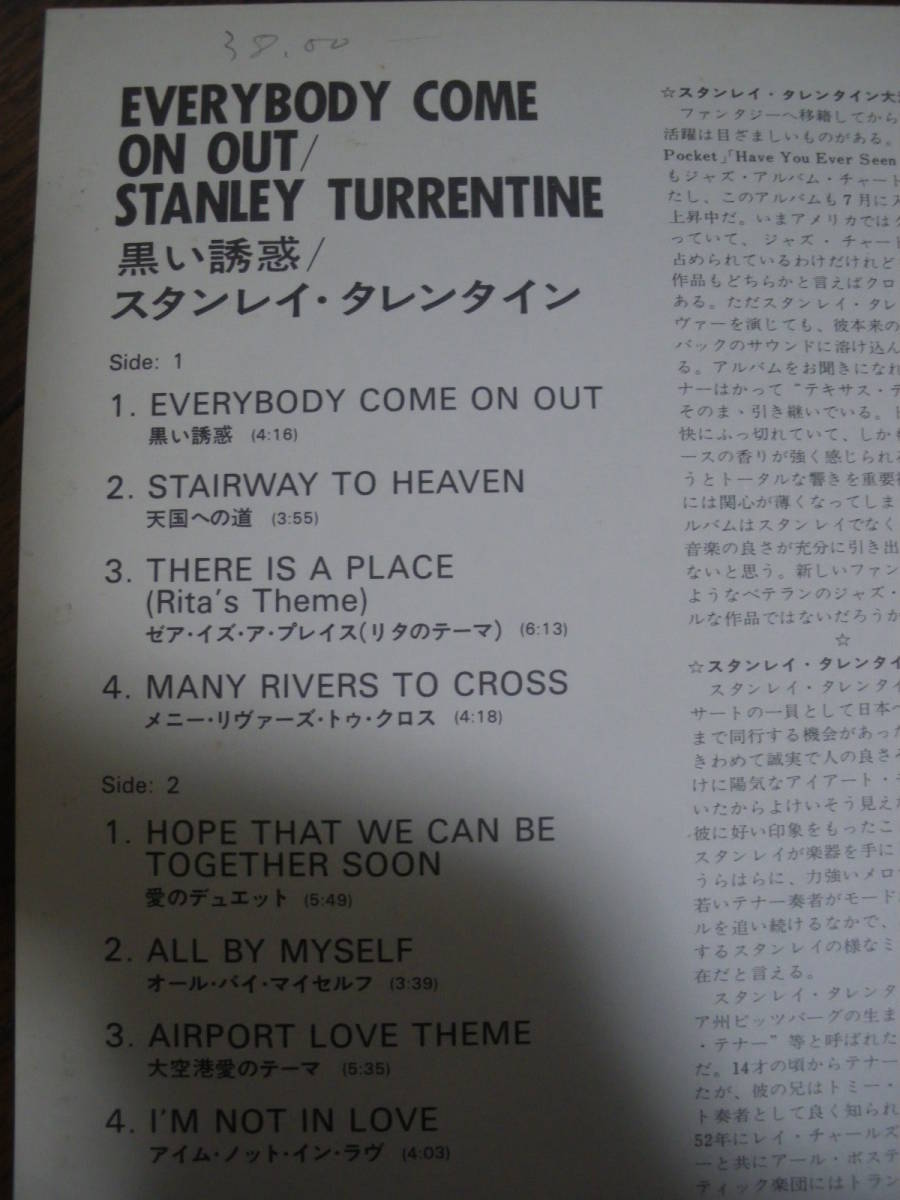 38.00
EVERYBODY COME
ON OUT/
STANLEY TURRENTINE
黒い誘惑/
スタンレイ・タレンタイン
Side: 1
1. EVERYBODY COME ON OUT
黒い誘惑 (4:16)
2. STAIRWAY TO HEAVEN
天国への道 (3:55)
3. THERE IS A PLACE
(Rita's Theme)
ゼア・イズ・ア・プレイス(リタのテーマ) (6:13)
4. MANY RIVERS TO CROSS
メニー・リヴァーズ・トゥ・クロス (4:18)
Side: 2
1. HOPE THAT WE CAN BE
TOGETHER SOON
愛のデュエット (5:49)
2. ALL BY MYSELF
オール・バイ・マイセルフ (3:39)
3. AIRPORT LOVE THEME
大空港愛のテーマ (5:35)
4. I'M NOT IN LOVE
アイム・ノット・イン・ラヴ (4:03)
☆スタンレイ・タレンタイン大
ファンタジーへ移籍してから
活躍は目ざましいものがある。
Pocket」「Have You Ever Seen
もジャズ・アルバム・チャート
たし、このアルバムも7月に
上昇中だ。いまアメリカでは
っていて、ジャズ・チャート
占められているわけだけれど
作品もどちらかと言えばクロ
ある。ただスタンレイ・タレ
ヴァーを演じても、彼本来の
バックのサウンドに溶け込ん
る。アルバムをお聞きになれ
ナーはかって“テキサス・テ
そのまゝ引き継いでいる。
快にふっ切れていて、しかも
ースの香りが強く感じられる
うとトータルな響きを重要視
には関心が薄くなってしま
ルバムはスタンレイでなく
音楽の良さが充分に引き出
ないと思う。新しいファン
ようなベテランのジャズ・
ルな作品ではないだろうか
☆
☆スタンレイ・タレンタイ
スタンレイ・タレンタイ
サートの一員として日本へ
まで同行する機会があった
きわめて誠実で人の良さそ
けに陽気なアイアート・
いたからよけいそう見えた
彼に好い印象をもったこ
スタンレイが楽器を手に
うらはらに、力強いメロ
若いテナー奏者がモード
ルを追い続けるなかで、
するスタンレイの様なミ
在だと言える。
スタンレイ・タレンタ
ア州ピッツバーグの生ま
・テナー”等と呼ばれた
だ。14才の頃からテナー
たが、彼の兄はトミー・
ト奏者として良く知られ
52年にレイ・チャールズ
ーと共にアール・ボステ
ティック楽団にはトラン